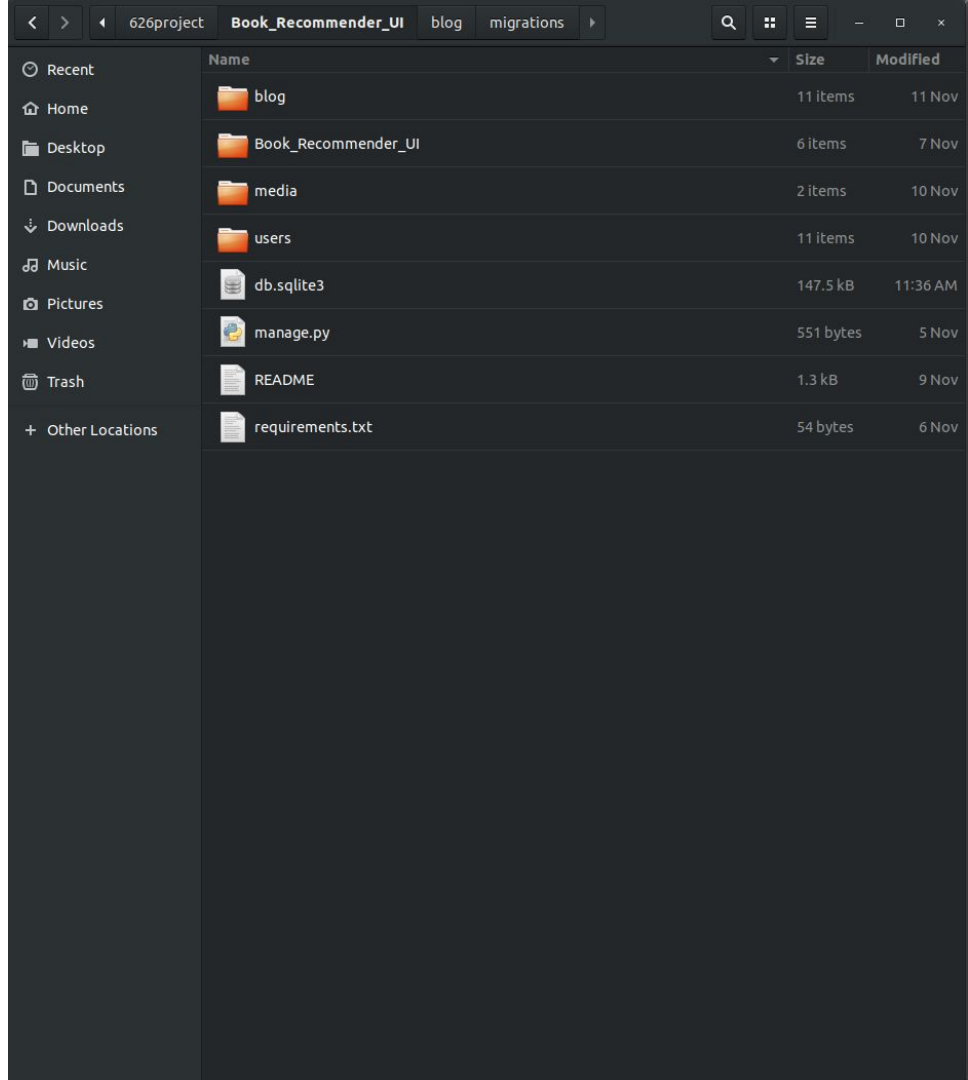 626project Book_Recommender_UI blog migrations
Name Size Modified
Recent
Home
Desktop
Documents
Downloads
Music
Pictures
Videos
Trash
+ Other Locations
blog 11 items 11 Nov
Book_Recommender_UI 6 items 7 Nov
media 2 items 10 Nov
users 11 items 10 Nov
db.sqlite3 147.5 kB 11:36 AM
manage.py 551 bytes 5 Nov
README 1.3 kB 9 Nov
requirements.txt 54 bytes 6 Nov